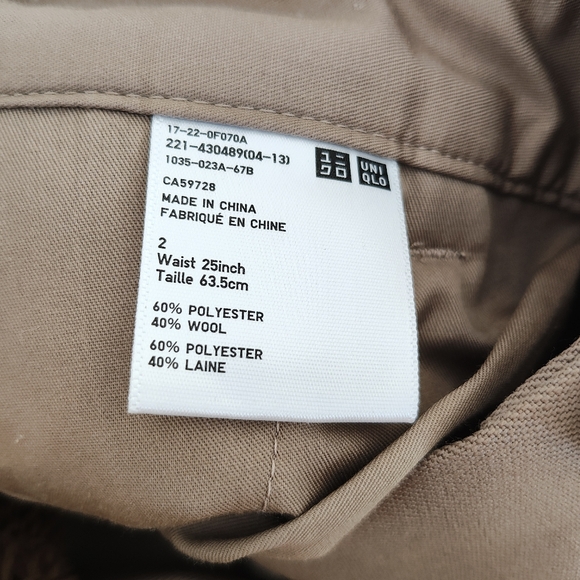 17-22-0F070A
221-430489(04-13)
1035-023A-67B
ユニ
クロ
UNI
QLO
CA59728
MADE IN CHINA
FABRIQUÉ EN CHINE
2
Waist 25inch
Taille 63.5cm
60% POLYESTER
40% WOOL
60% POLYESTER
40% LAINE